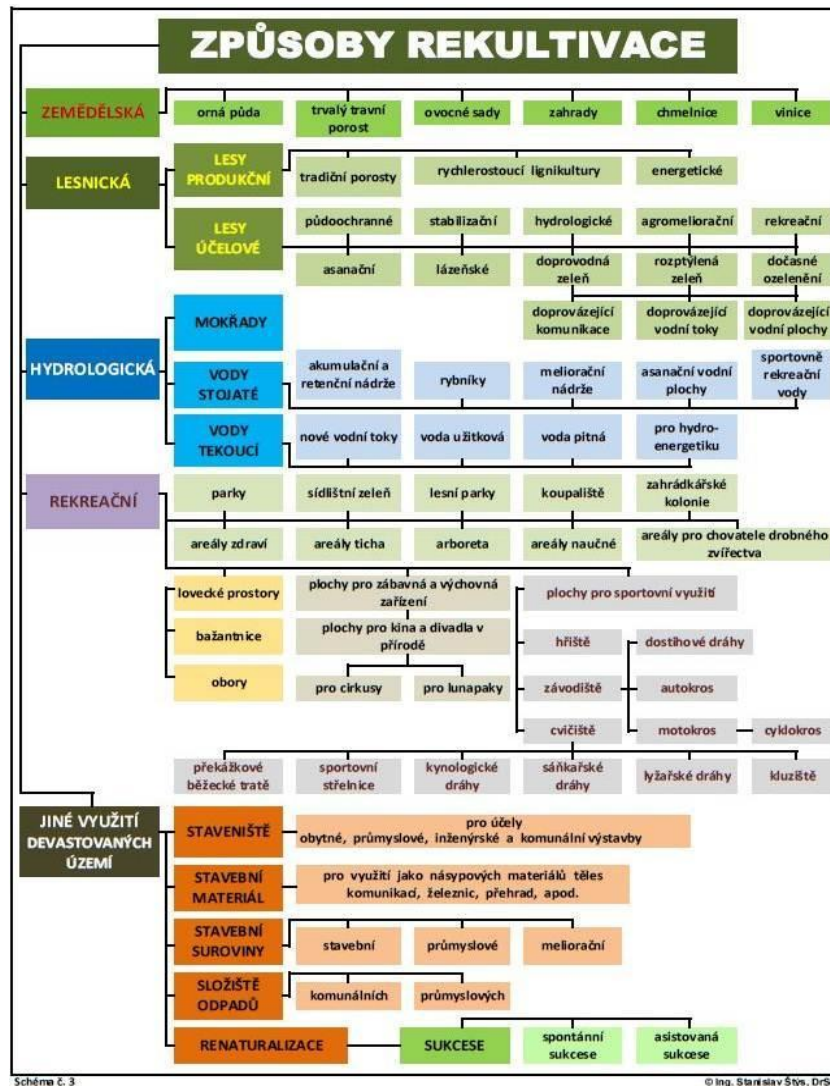 ZPŮSOBY REKULTIVACE
ZEMĚDĚLSKÁ
orná půda
trvalý travní
porost
ovocné sady
zahrady
chmelnice
vinice
LESNICKÁ
LESY
PRODUKČNÍ
tradiční porosty
rychlerostoucí lignikultury
energetické
LESY
ÚČELOVÉ
půdoochranné
stabilizační
hydrologické
agromeliorační
rekreační
asanační
lázeňské
doprovodná
zeleň
rozptýlená
zeleň
dočasné
ozelenění
doprovázející
komunikace
doprovázející
vodní toky
doprovázející
vodní plochy
HYDROLOGICKÁ
MOKŘADY
VODY
STOJATÉ
akumulační a
retenční nádrže
rybníky
meliorační
nádrže
asanační vodní
plochy
sportovně
rekreační
vody
VODY
TEKOUCÍ
nové vodní toky
voda užitková
voda pitná
pro hydro-
energetiku
REKREAČNÍ
parky
sídlištní zeleň
lesní parky
koupaliště
zahrádkářské
kolonie
areály zdraví
areály ticha
arboreta
areály naučné
areály pro chovatele drobného
zvířectva
lovecké prostory
plochy pro zábavná a výchovná
zařízení
plochy pro sportovní využití
bažantnice
plochy pro kina a divadla v
přírodě
hřiště
dostihové dráhy
obory
pro cirkusy
pro lunapaky
závodiště
autokros
cvičiště
motokros
cyklokros
překážkové
běžecké tratě
sportovní
střelnice
kynologické
dráhy
sáňkařské
dráhy
lyžařské dráhy
kluziště
JINÉ VYUŽITÍ
DEVASTOVANÝCH
ÚZEMÍ
STAVENIŠTĚ
pro účely
obytné, průmyslové, inženýrské a komunální výstavby
STAVEBNÍ
MATERIÁL
pro využití jako násypových materiálů těles
komunikací, železnic, přehrad, apod.
STAVEBNÍ
SUROVINY
stavební
průmyslové
meliorační
SLOŽIŠTĚ
ODPADŮ
komunálních
průmyslových
RENATURALIZACE
SUKCESE
spontánní
sukcese
asistovaná
sukcese
Schéma č. 3
© Ing. Stanislav Štýs, DrS